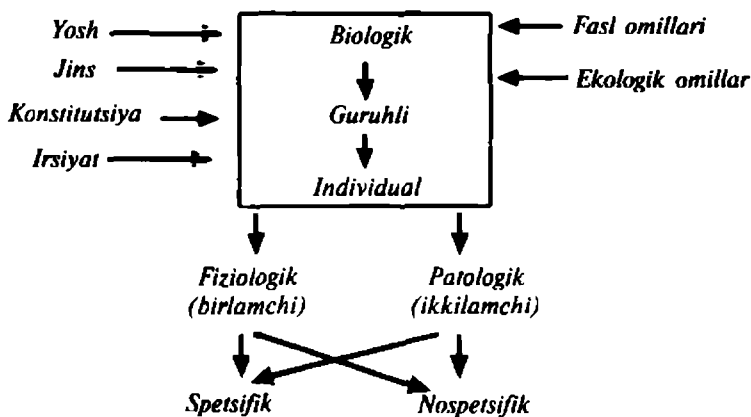 Yosh
Jins
Konstitutsiya
Irsiyat
Biologik
Guruhli
Individual
Fasl omillari
Ekologik omillar
Fiziologik
(birlamchi)
Patologik
(ikkilamchi)
Spetsifik
Nospetsifik